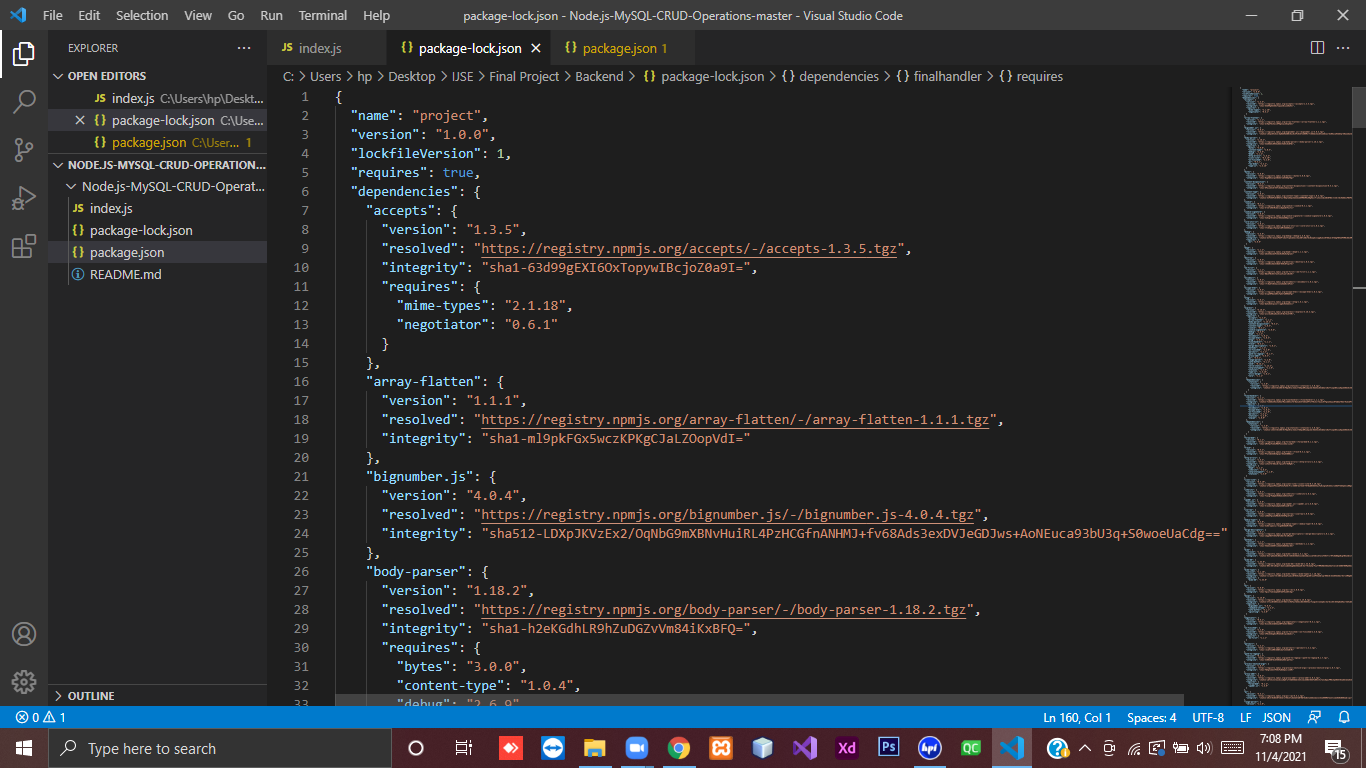 File Edit Selection View Go Run Terminal Help
package-lock.json - Node.js-MySQL-CRUD-Operations-master - Visual Studio Code
EXPLORER
OPEN EDITORS
JS index.js C:\Users\hp\Deskt...
{} package-lock.json C:\Use...
{} package.json C:\User... 1
NODE.JS-MYSQL-CRUD-OPERATION...
Node.js-MySQL-CRUD-Operat...
JS index.js
{} package-lock.json
{} package.json
README.md
OUTLINE
JS index.js
{} package-lock.json
{} package.json 1
C: > Users > hp > Desktop > IJSE > Final Project > Backend > {} package-lock.json > {} dependencies > {} finalhandler > {} requires
1 {
2 "name": "project",
3 "version": "1.0.0",
4 "lockfileVersion": 1,
5 "requires": true,
6 "dependencies": {
7 "accepts": {
8 "version": "1.3.5",
9 "resolved": "https://registry.npmjs.org/accepts/-/accepts-1.3.5.tgz",
10 "integrity": "sha1-63d99gEXI6OxTopywIBcjoZ0a9I=",
11 "requires": {
12 "mime-types": "2.1.18",
13 "negotiator": "0.6.1"
14 }
15 },
16 "array-flatten": {
17 "version": "1.1.1",
18 "resolved": "https://registry.npmjs.org/array-flatten/-/array-flatten-1.1.1.tgz",
19 "integrity": "sha1-ml9pkFGx5wczKPKgCJaLZOopVdI="
20 },
21 "bignumber.js": {
22 "version": "4.0.4",
23 "resolved": "https://registry.npmjs.org/bignumber.js/-/bignumber.js-4.0.4.tgz",
24 "integrity": "sha512-LDXpJKVzEx2/OqNbG9mXBNvHuiRL4PzHCGfnANHMJ+fv68Ads3exDVJeGDJws+AoNEuca93bU3q+S0woeUaCdg=="
25 },
26 "body-parser": {
27 "version": "1.18.2",
28 "resolved": "https://registry.npmjs.org/body-parser/-/body-parser-1.18.2.tgz",
29 "integrity": "sha1-h2eKGdhLR9hZuDGZvVm84iKxBFQ=",
30 "requires": {
31 "bytes": "3.0.0",
32 "content-type": "1.0.4",
33 "debug": "2.6.9"
0 1
Ln 160, Col 1 Spaces: 4 UTF-8 LF JSON
Type here to search
Xd
Ps
hpi
QC
7:08 PM
11/4/2021
15